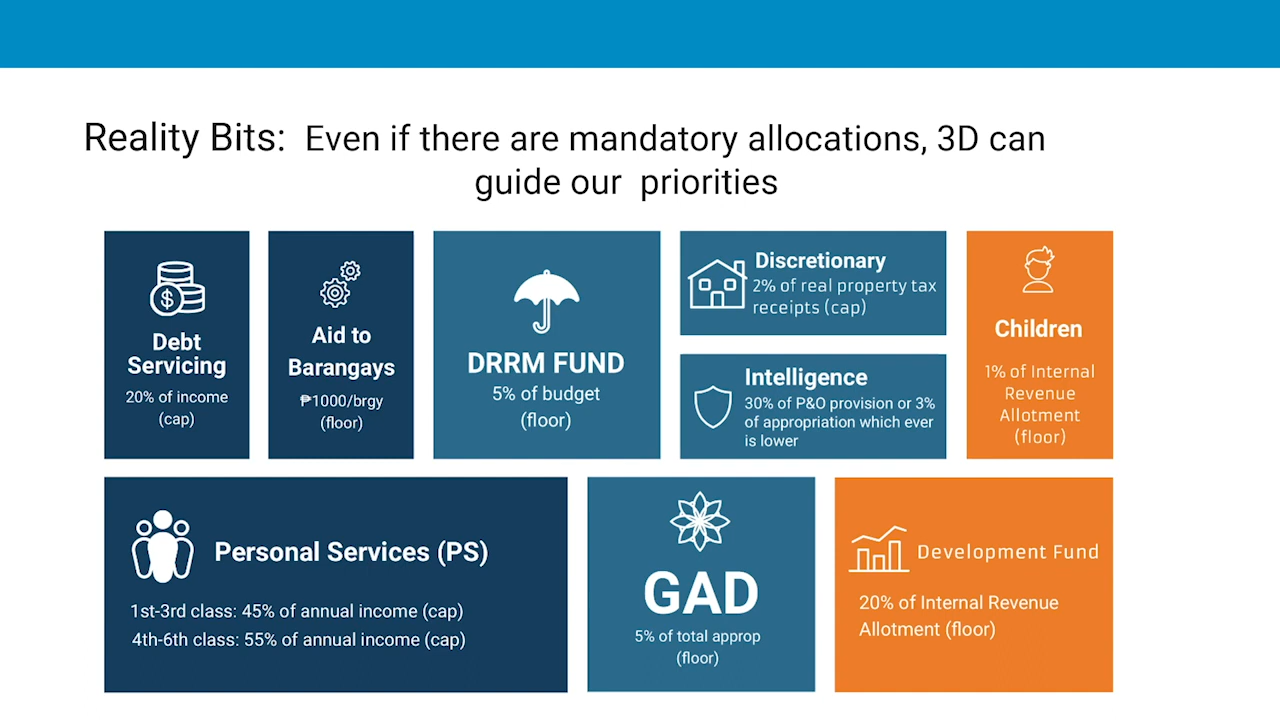 Reality Bits: Even if there are mandatory allocations, 3D can
guide our priorities
$
Debt
Servicing
20% of income
(cap)
Aid to
Barangays
₱1000/brgy
(floor)
DRRM FUND
5% of budget
(floor)
Discretionary
2% of real property tax
receipts (cap)
Intelligence
30% of P&O provision or 3%
of appropriation which ever
is lower
Children
1% of Internal
Revenue
Allotment
(floor)
Personal Services (PS)
1st-3rd class: 45% of annual income (cap)
4th-6th class: 55% of annual income (cap)
GAD
5% of total approp
(floor)
Development Fund
20% of Internal Revenue
Allotment (floor)